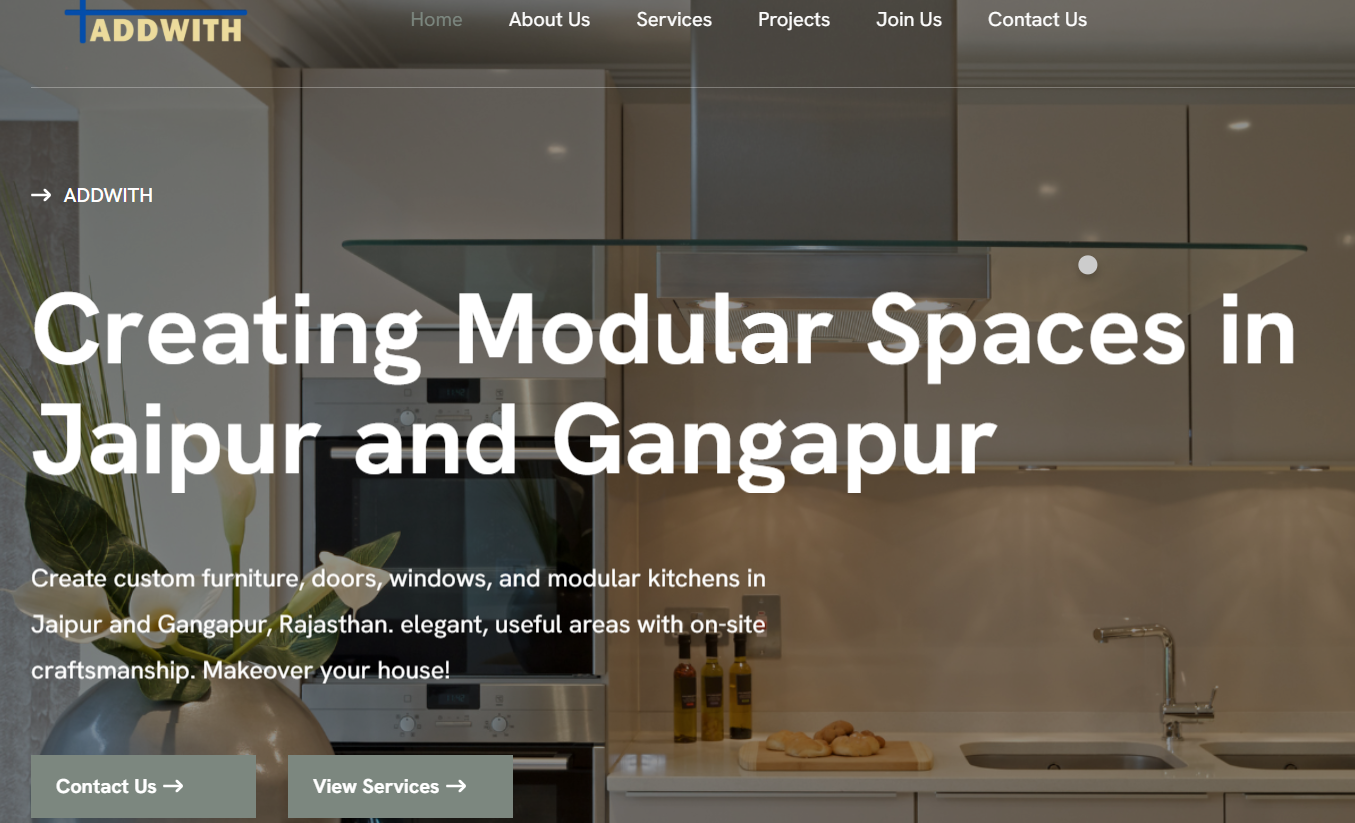 ADDWITH
Home About Us Services Projects Join Us Contact Us
→ ADDWITH
Creating Modular Spaces in
Jaipur and Gangapur
Create custom furniture, doors, windows, and modular kitchens in
Jaipur and Gangapur, Rajasthan. elegant, useful areas with on-site
craftsmanship. Makeover your house!
Contact Us → View Services →